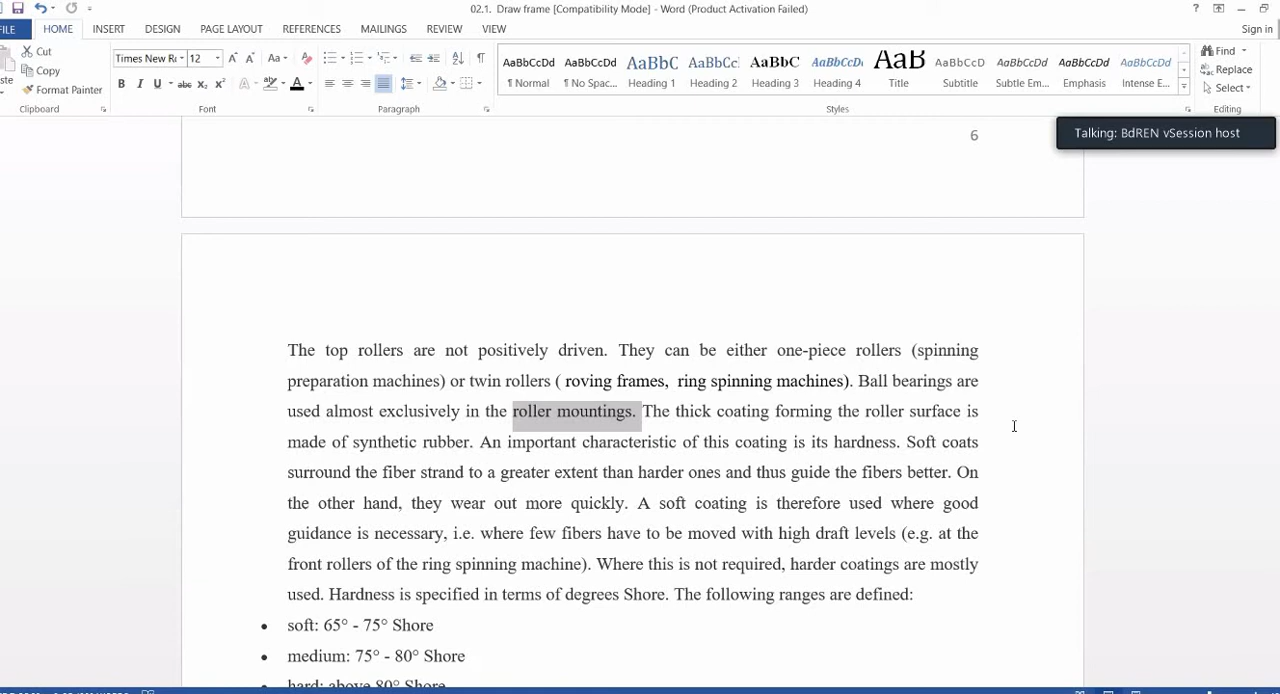 02.1. Draw frame [Compatibility Mode] - Word (Product Activation Failed)
FILE HOME INSERT DESIGN PAGE LAYOUT REFERENCES MAILINGS REVIEW VIEW Sign in
Cut
Copy
Format Painter
Clipboard
Times New R 12
Font
Paragraph
AaBbCcDd AaBbCcDd AaBbC AaBbCc AaBbC AaBbCcD AaB AaBbCcD AaBbCcDd AaBbCcDd AaBbCcDd
¶ Normal ¶ No Spac... Heading 1 Heading 2 Heading 3 Heading 4 Title Subtitle Subtle Em... Emphasis Intense E...
Styles
Find
Replace
Select
Editing
Talking: BdREN vSession host
6
The top rollers are not positively driven. They can be either one-piece rollers (spinning
preparation machines) or twin rollers ( roving frames, ring spinning machines). Ball bearings are
used almost exclusively in the roller mountings. The thick coating forming the roller surface is
made of synthetic rubber. An important characteristic of this coating is its hardness. Soft coats
surround the fiber strand to a greater extent than harder ones and thus guide the fibers better. On
the other hand, they wear out more quickly. A soft coating is therefore used where good
guidance is necessary, i.e. where few fibers have to be moved with high draft levels (e.g. at the
front rollers of the ring spinning machine). Where this is not required, harder coatings are mostly
used. Hardness is specified in terms of degrees Shore. The following ranges are defined:
• soft: 65° - 75° Shore
• medium: 75° - 80° Shore
• hard: above 80° Shore